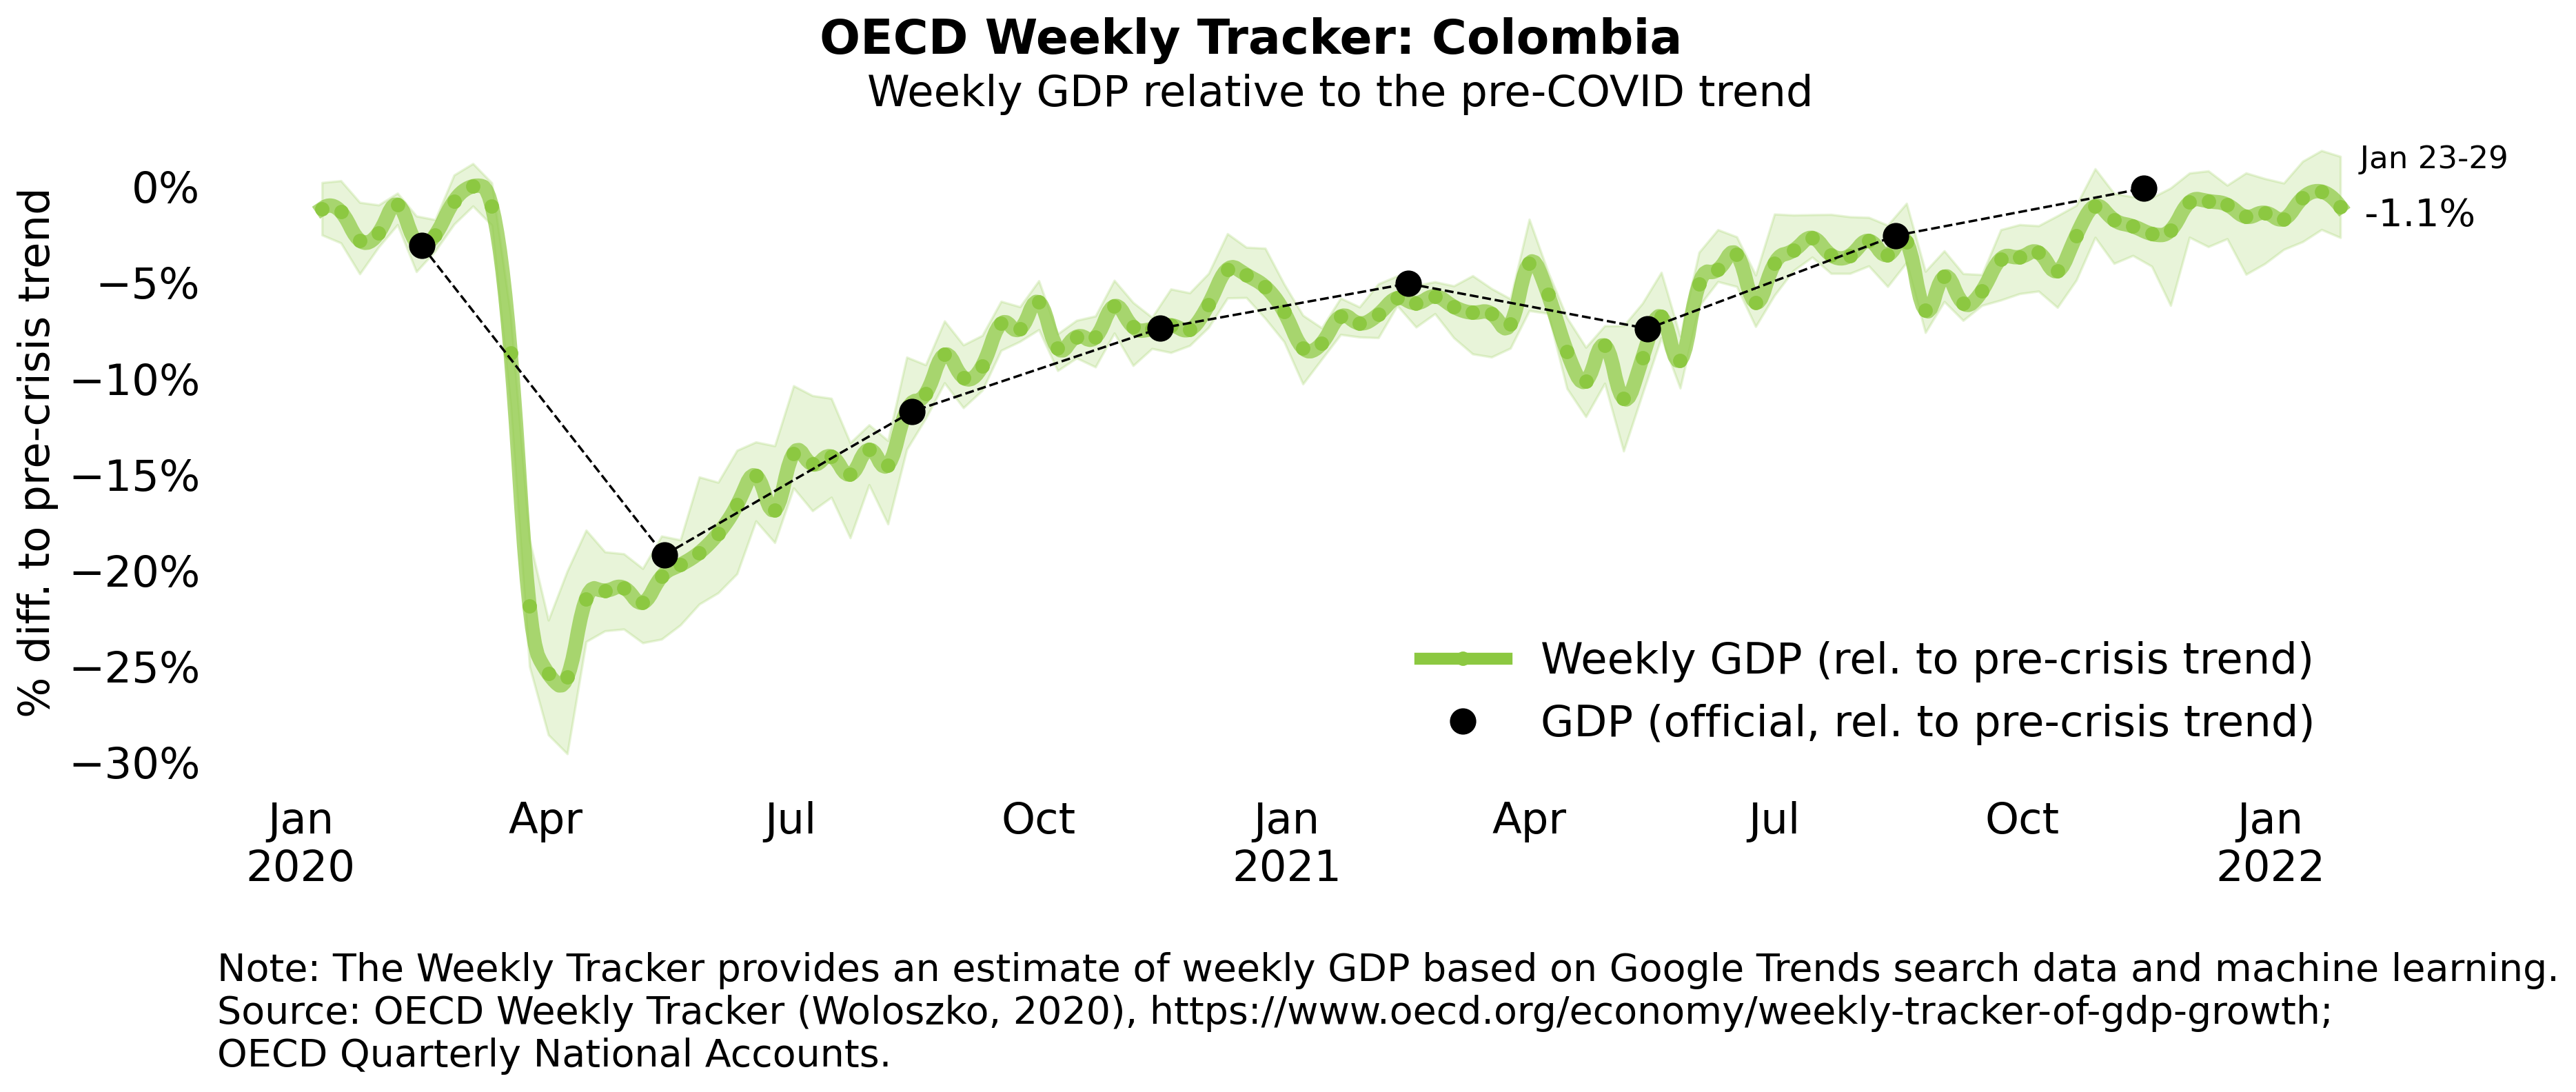 OECD Weekly Tracker: Colombia
Weekly GDP relative to the pre-COVID trend
% diff. to pre-crisis trend
0%
−5%
−10%
−15%
−20%
−25%
−30%
Jan 23-29
-1.1%
Weekly GDP (rel. to pre-crisis trend)
GDP (official, rel. to pre-crisis trend)
Jan Apr Jul Oct Jan Apr Jul Oct Jan
2020 2021 2022
Note: The Weekly Tracker provides an estimate of weekly GDP based on Google Trends search data and machine learning.
Source: OECD Weekly Tracker (Woloszko, 2020), https://www.oecd.org/economy/weekly-tracker-of-gdp-growth;
OECD Quarterly National Accounts.